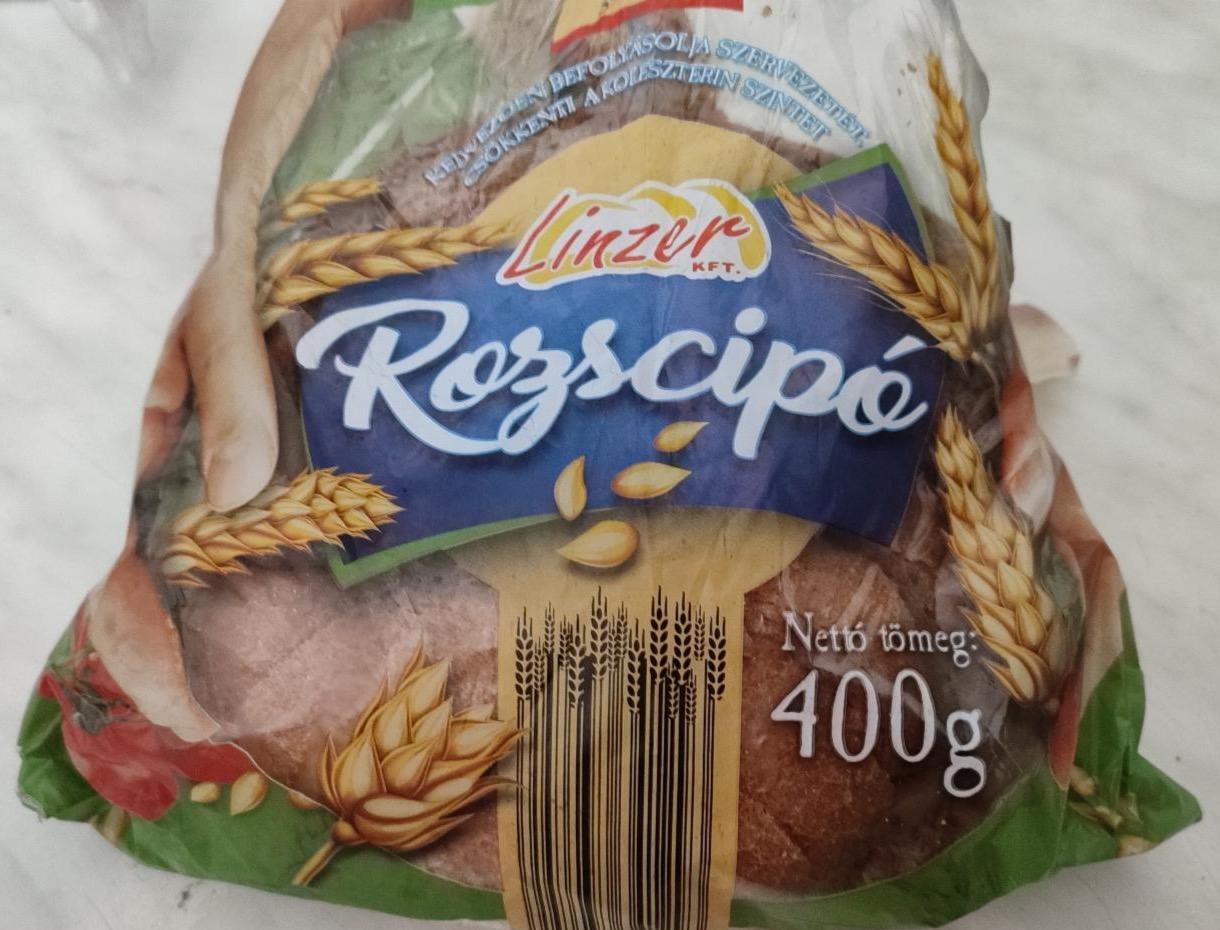 KEDVEZŐEN BEFOLYÁSOLJA SZERVEZETÉT,
CSÖKKENTI A KOLESZTERIN SZINTET
Linzer
KFT.
Rozscipó
Nettó tömeg:
400g